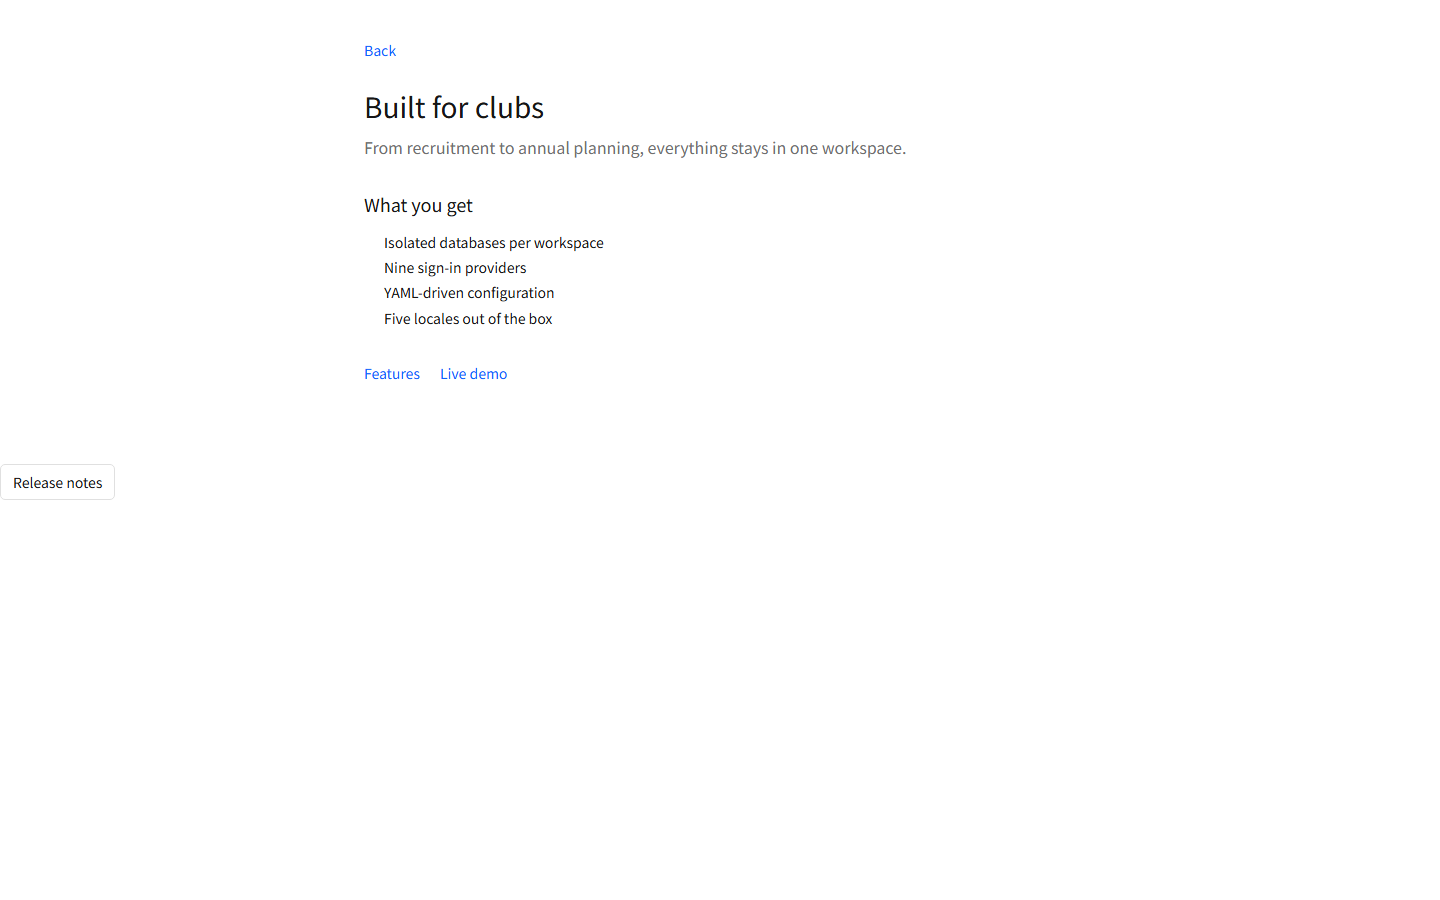 Back
Built for clubs
From recruitment to annual planning, everything stays in one workspace.
What you get
Isolated databases per workspace
Nine sign-in providers
YAML-driven configuration
Five locales out of the box
Features Live demo
Release notes